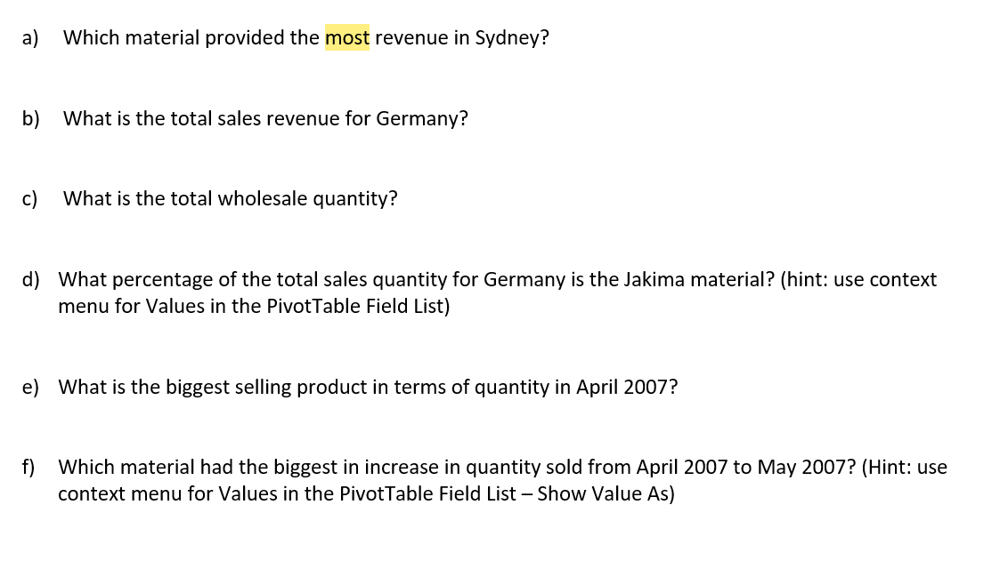 a) Which material provided the most revenue in Sydney?
b) What is the total sales revenue for Germany?
c) What is the total wholesale quantity?
d) What percentage of the total sales quantity for Germany is the Jakima material? (hint: use context
menu for Values in the PivotTable Field List)
e) What is the biggest selling product in terms of quantity in April 2007?
f) Which material had the biggest in increase in quantity sold from April 2007 to May 2007? (Hint: use
context menu for Values in the PivotTable Field List – Show Value As)